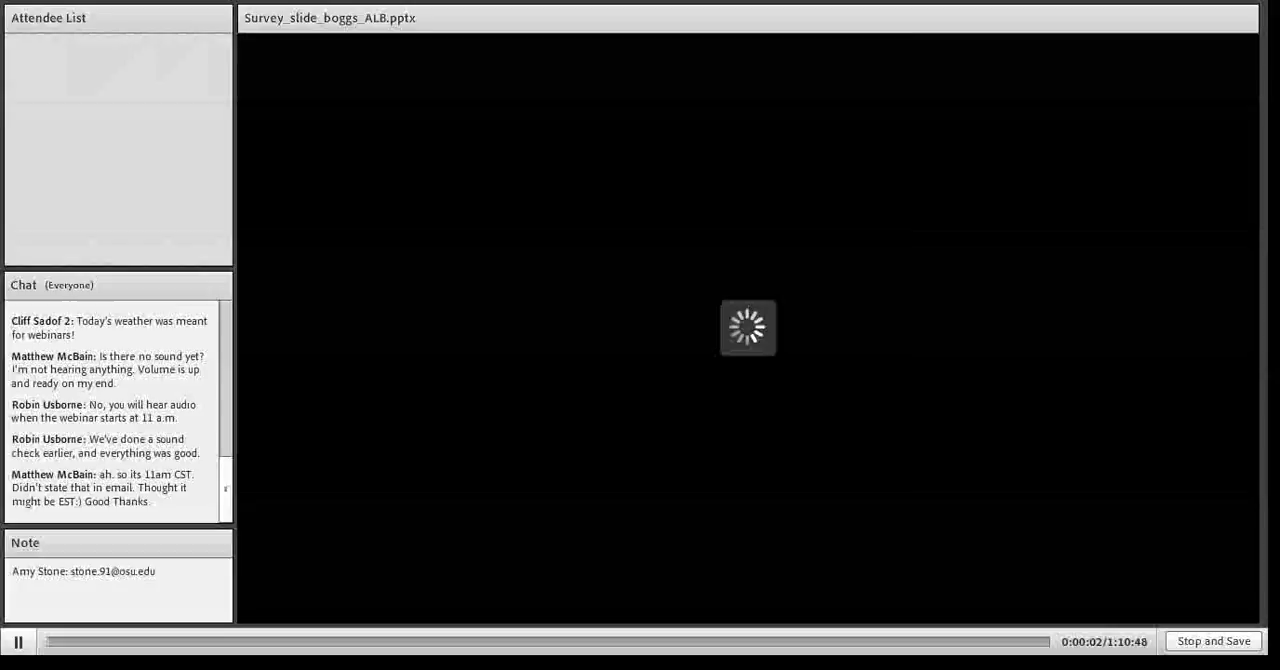 Attendee List
Survey_slide_boggs_ALB.pptx
Chat (Everyone)
Cliff Sadof 2: Today's weather was meant
for webinars!
Matthew McBain: Is there no sound yet?
I'm not hearing anything. Volume is up
and ready on my end.
Robin Usborne: No, you will hear audio
when the webinar starts at 11 a.m.
Robin Usborne: We've done a sound
check earlier, and everything was good.
Matthew McBain: ah. so its 11am CST.
Didn't state that in email. Thought it
might be EST:) Good Thanks.
Note
Amy Stone: stone.91@osu.edu
0:00:02/1:10:48
Stop and Save